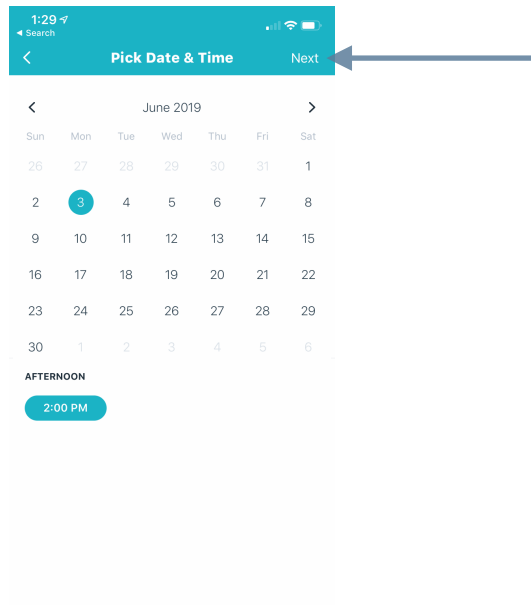 1:29
Search
Pick Date & Time Next
June 2019
Sun Mon Tue Wed Thu Fri Sat
26 27 28 29 30 31 1
2 3 4 5 6 7 8
9 10 11 12 13 14 15
16 17 18 19 20 21 22
23 24 25 26 27 28 29
30 1 2 3 4 5 6
AFTERNOON
2:00 PM